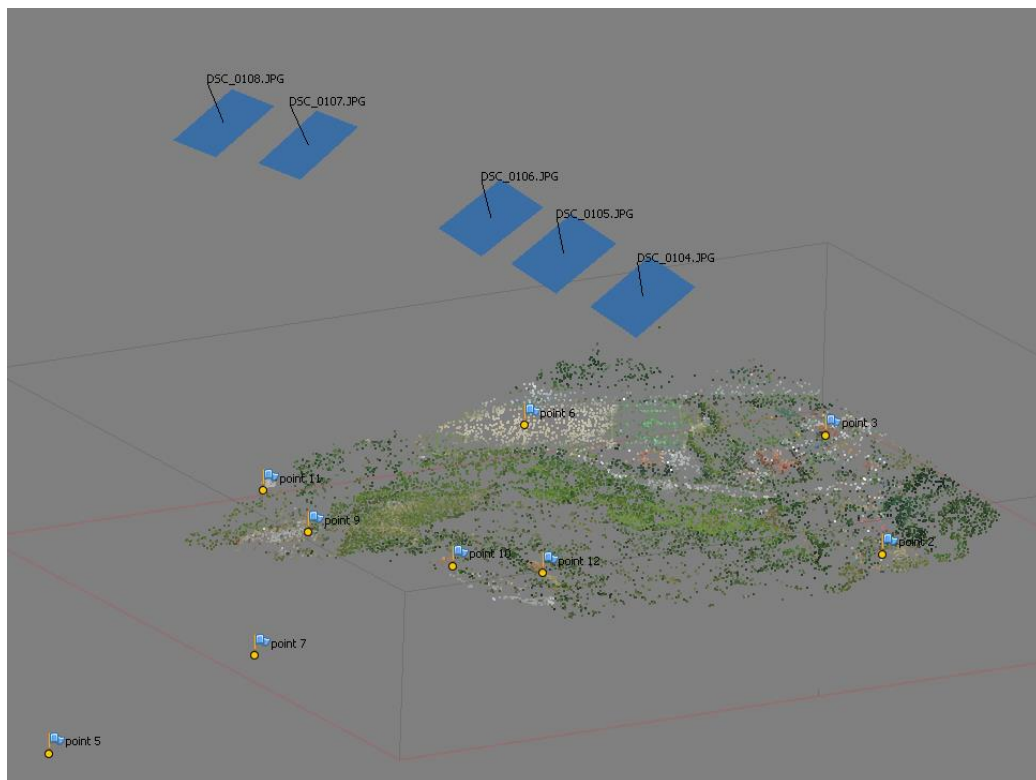 DSC_0108.JPG
DSC_0107.JPG
DSC_0106.JPG
DSC_0105.JPG
DSC_0104.JPG
point 6
point 3
point 11
point 9
point 2
point 10
point 12
point 7
point 5